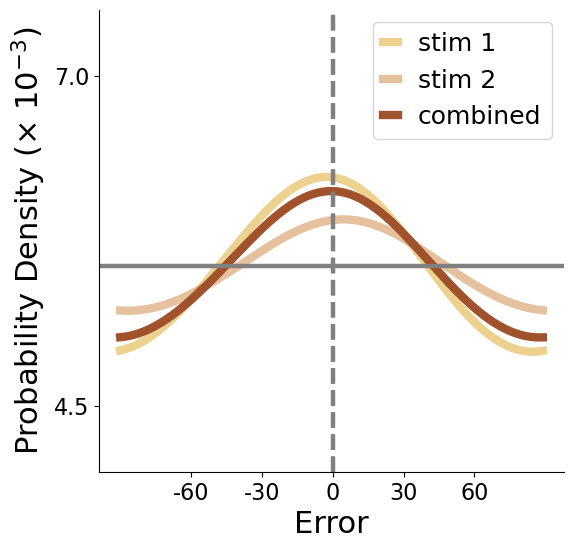 Probability Density (× 10⁻³)
7.0
4.5
stim 1
stim 2
combined
-60 -30 0 30 60
Error